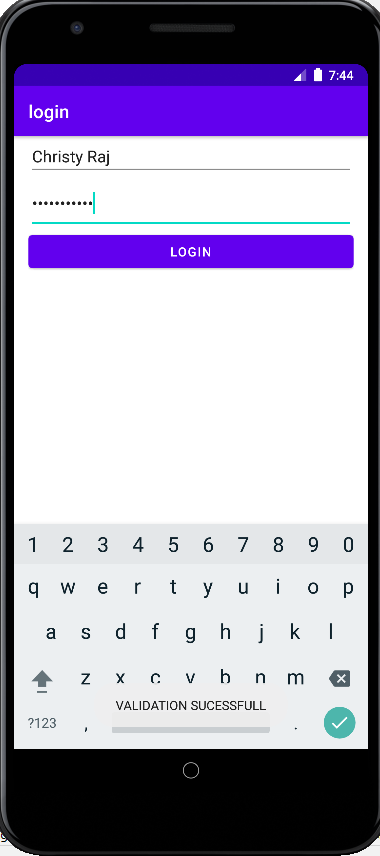 7:44
login
Christy Raj
•••••••••••
LOGIN
1 2 3 4 5 6 7 8 9 0
q w e r t y u i o p
a s d f g h j k l
z x c v b n m
VALIDATION SUCESSFULL
?123 , .